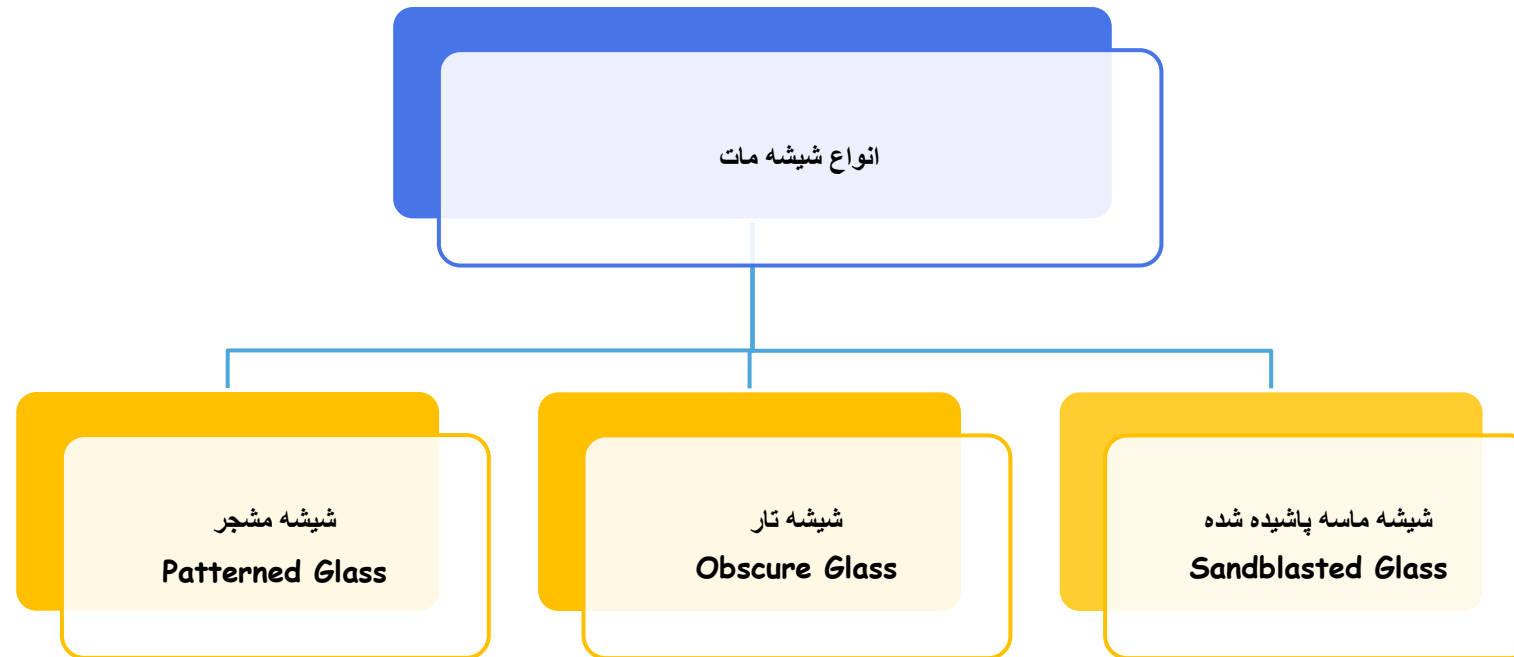 انواع شیشه مات
شیشه مشجر
Patterned Glass
شیشه تار
Obscure Glass
شیشه ماسه پاشیده شده
Sandblasted Glass